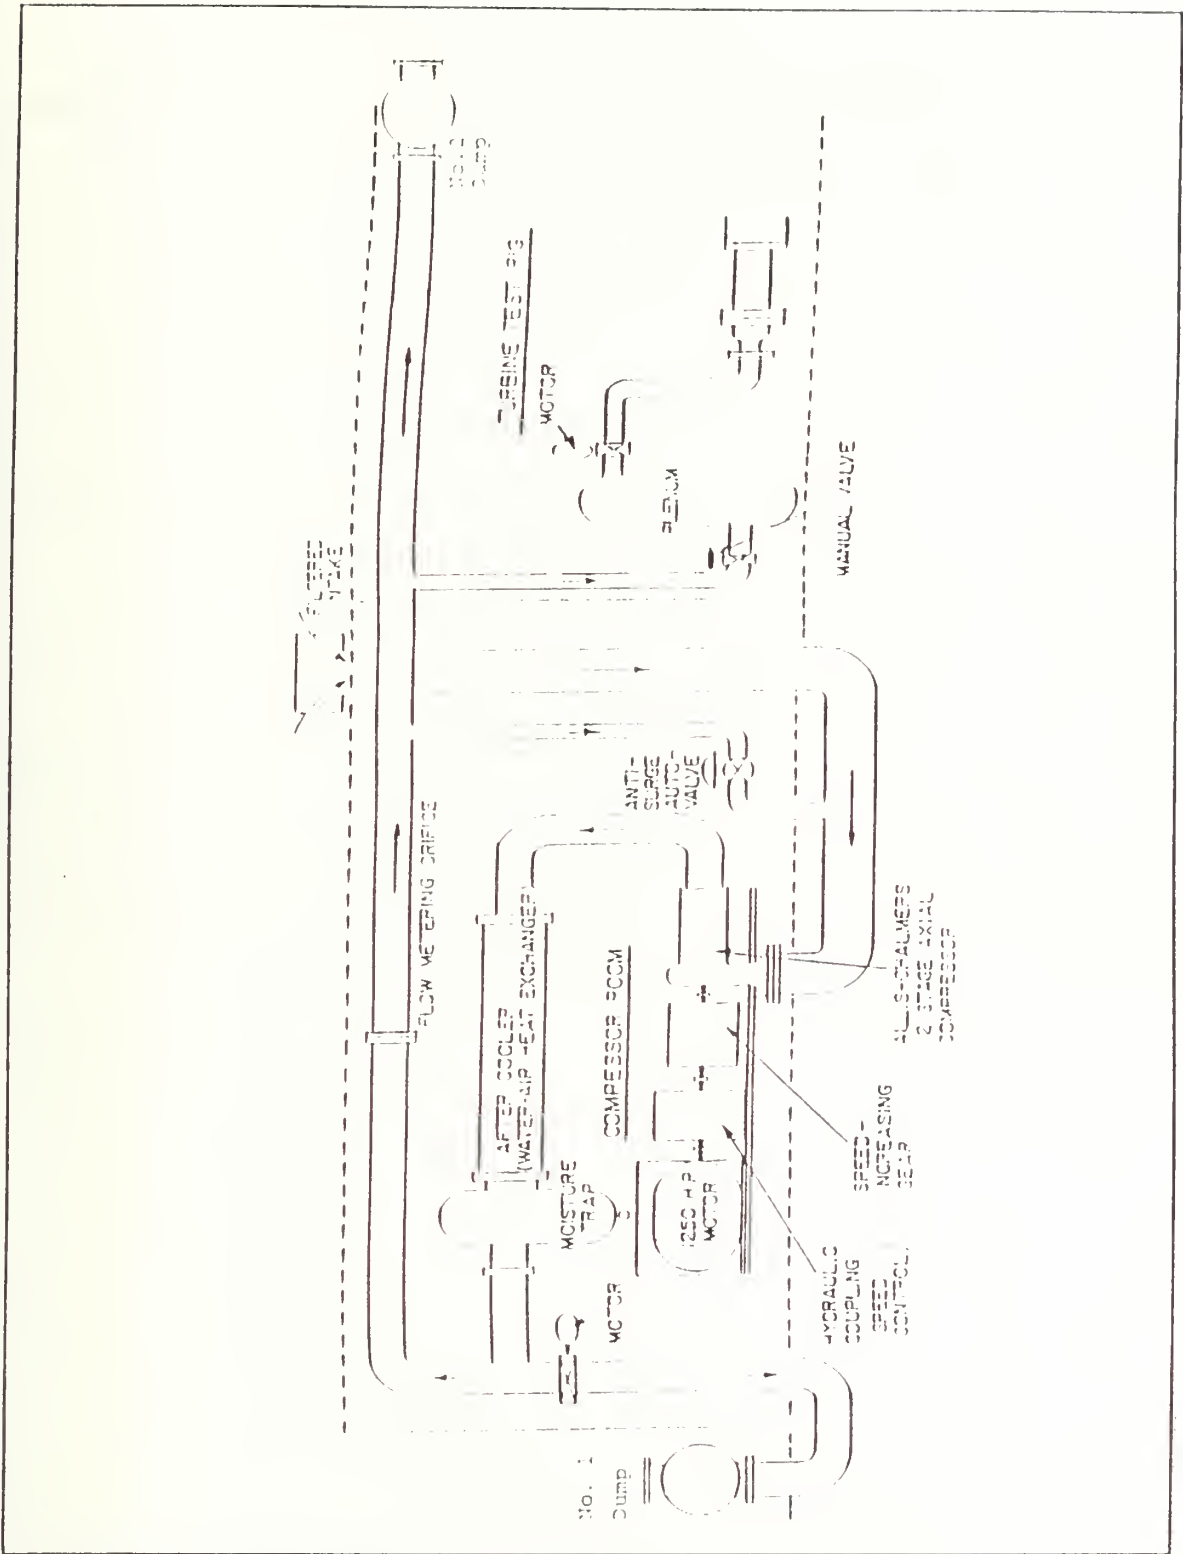 FILTERED
INTAKE
No. 2
Dump
TURBINE TEST RIG
MOTOR
PLENUM
MANUAL VALVE
FLOW METERING ORIFICE
ANTI-
SURGE
AUTO-
VALVE
AFTER COOLER
(WATER-AIR HEAT EXCHANGER)
COMPRESSOR ROOM
MOISTURE
TRAP
MOTOR
1250 H.P.
MOTOR
ALLIS-CHALMERS
STAGE AXIAL
COMPRESSOR
SPEED-
INCREASING
GEAR
HYDRAULIC
COUPLING
SPEED
CONTROL)
No. 1
Dump